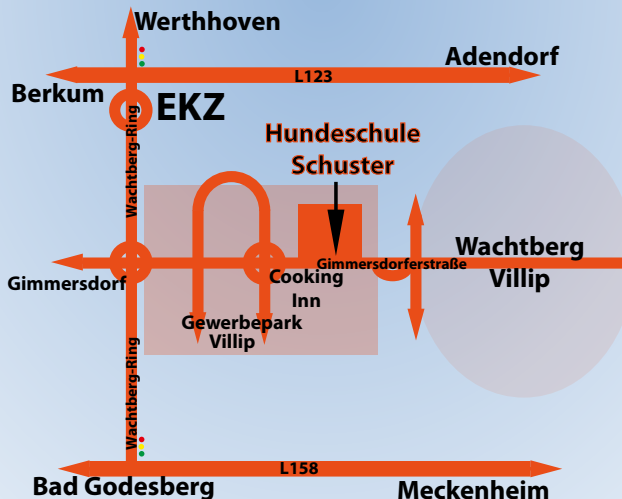 Werthhoven
Adendorf
L123
Berkum
EKZ
Wachtberg-Ring
Hundeschule
Schuster
Gimmersdorferstraße
Wachtberg
Villip
Gimmersdorf
Cooking
Inn
Gewerbepark
Villip
Wachtberg-Ring
L158
Bad Godesberg
Meckenheim